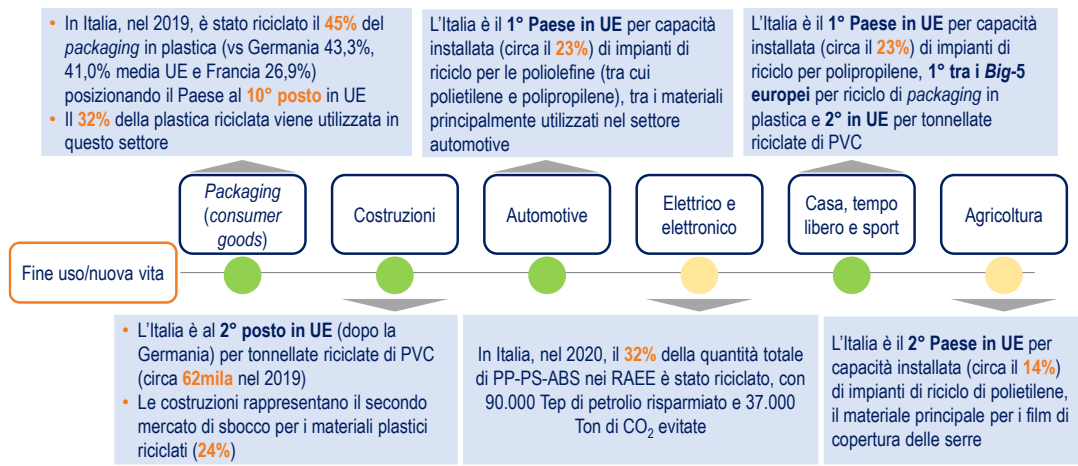 • In Italia, nel 2019, è stato riciclato il 45% del
packaging in plastica (vs Germania 43,3%,
41,0% media UE e Francia 26,9%)
posizionando il Paese al 10° posto in UE
• Il 32% della plastica riciclata viene utilizzata in
questo settore
L'Italia è il 1° Paese in UE per capacità
installata (circa il 23%) di impianti di
riciclo per le poliolefine (tra cui
polietilene e polipropilene), tra i materiali
principalmente utilizzati nel settore
automotive
L'Italia è il 1° Paese in UE per capacità
installata (circa il 23%) di impianti di
riciclo per polipropilene, 1° tra i Big-5
europei per riciclo di packaging in
plastica e 2° in UE per tonnellate
riciclate di PVC
Packaging
(consumer
goods)
Costruzioni
Automotive
Elettrico e
elettronico
Casa, tempo
libero e sport
Agricoltura
Fine uso/nuova vita
• L'Italia è al 2° posto in UE (dopo la
Germania) per tonnellate riciclate di PVC
(circa 62mila nel 2019)
• Le costruzioni rappresentano il secondo
mercato di sbocco per i materiali plastici
riciclati (24%)
In Italia, nel 2020, il 32% della quantità totale
di PP-PS-ABS nei RAEE è stato riciclato, con
90.000 Tep di petrolio risparmiato e 37.000
Ton di CO2 evitate
L'Italia è il 2° Paese in UE per
capacità installata (circa il 14%)
di impianti di riciclo di polietilene,
il materiale principale per i film di
copertura delle serre